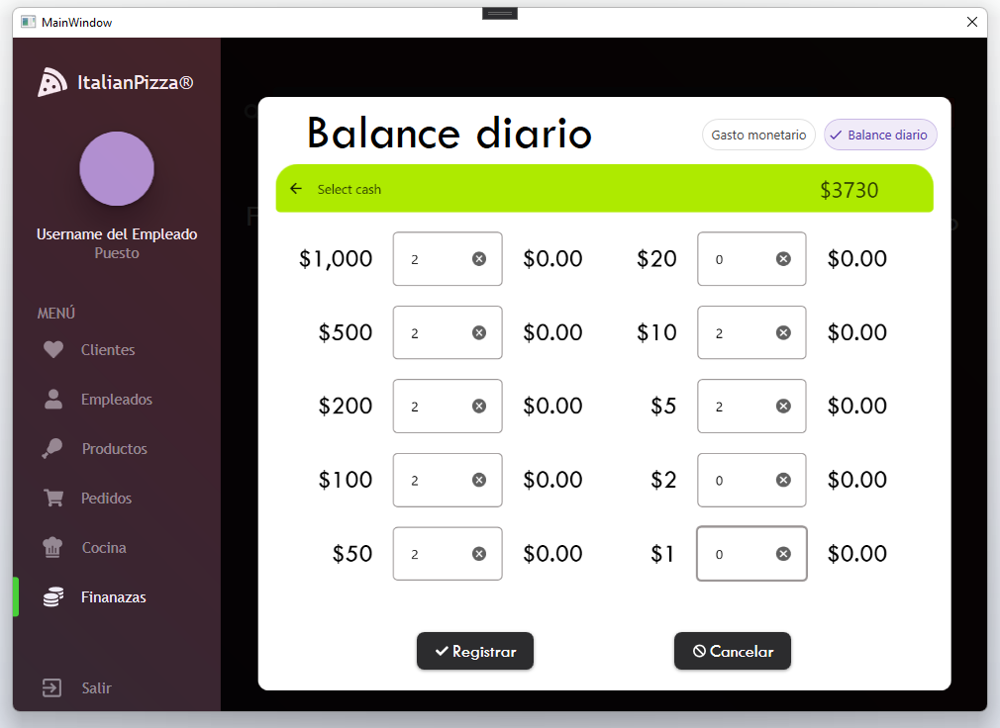 MainWindow
ItalianPizza®
Username del Empleado
Puesto
MENÚ
Clientes
Empleados
Productos
Pedidos
Cocina
Finanazas
Salir
Balance diario
Gasto monetario
Balance diario
Select cash $3730
$1,000 2 $0.00 $20 0 $0.00
$500 2 $0.00 $10 2 $0.00
$200 2 $0.00 $5 2 $0.00
$100 2 $0.00 $2 0 $0.00
$50 2 $0.00 $1 0 $0.00
Registrar Cancelar